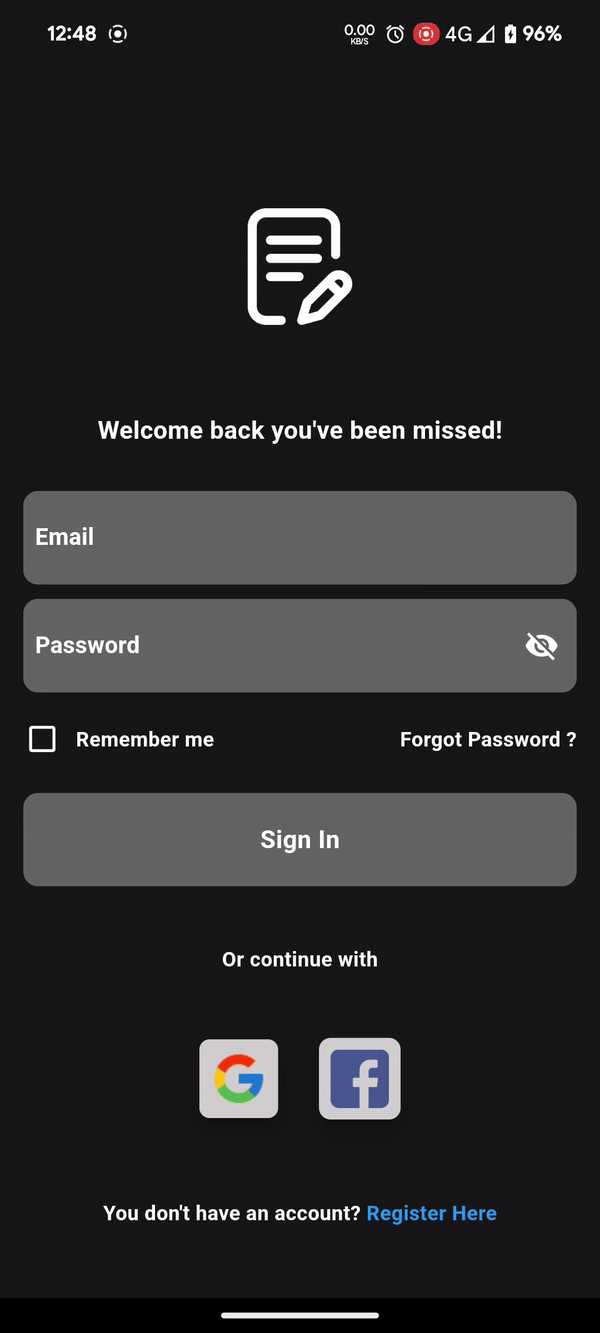 12:48 0.00 KB/S 4G 96%
Welcome back you've been missed!
Email
Password
Remember me Forgot Password ?
Sign In
Or continue with
You don't have an account? Register Here